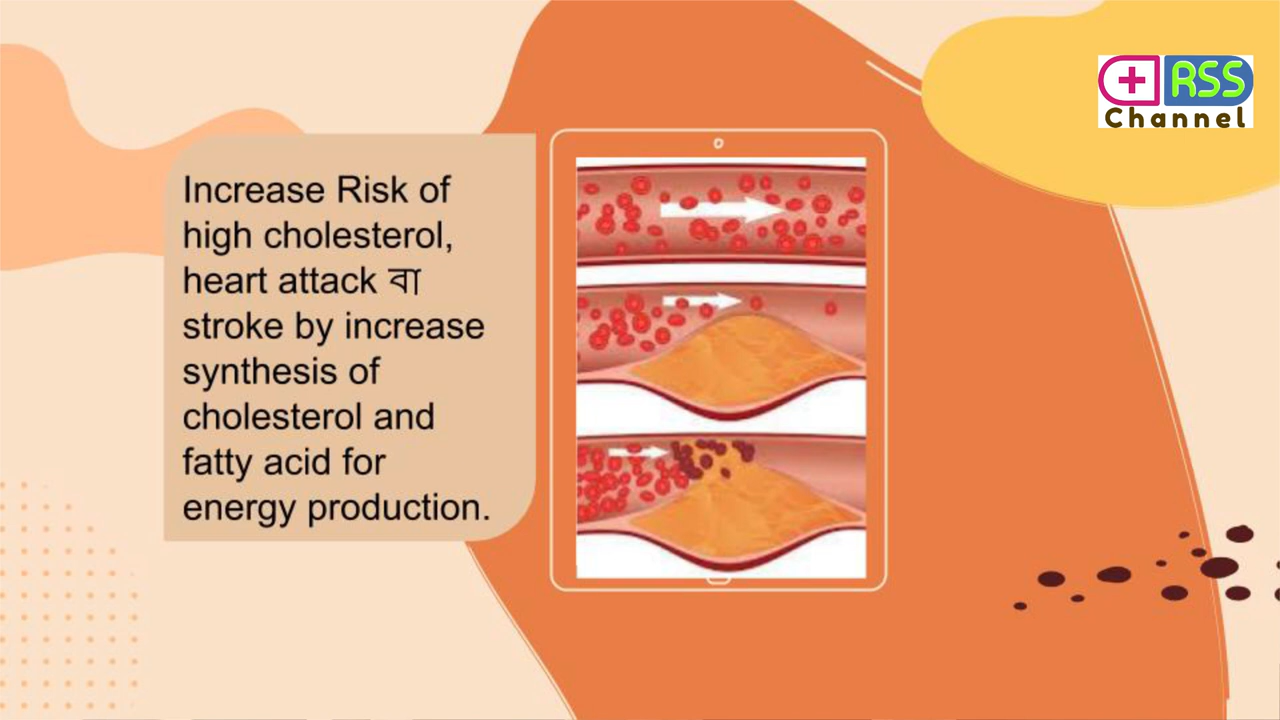 Increase Risk of
high cholesterol,
heart attack বা
stroke by increase
synthesis of
cholesterol and
fatty acid for
energy production.
RSS
Channel